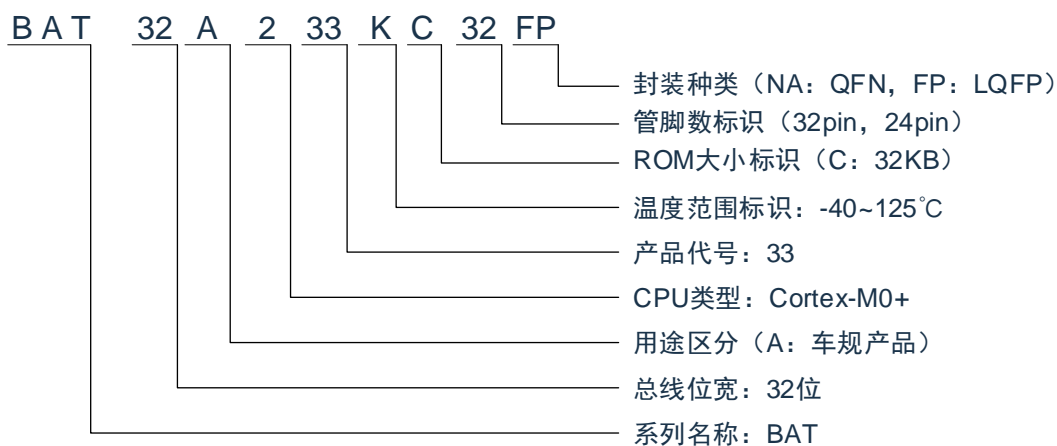 BAT 32 A 2 33 K C 32 FP
封装种类（NA：QFN，FP：LQFP）
管脚数标识（32pin，24pin）
ROM大小标识（C：32KB）
温度范围标识：-40~125℃
产品代号：33
CPU类型：Cortex-M0+
用途区分（A：车规产品）
总线位宽：32位
系列名称：BAT